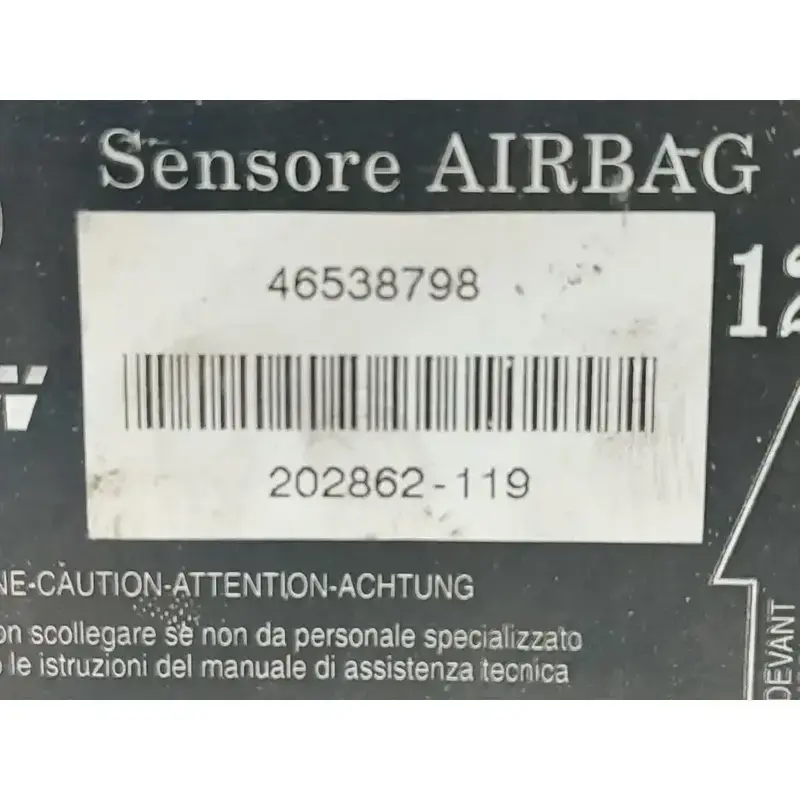 Sensore AIRBAG
46538798
12
202862-119
NE-CAUTION-ATTENTION-ACHTUNG
on scollegare se non da personale specializzato
le istruzioni del manuale di assistenza tecnica
DEVANT